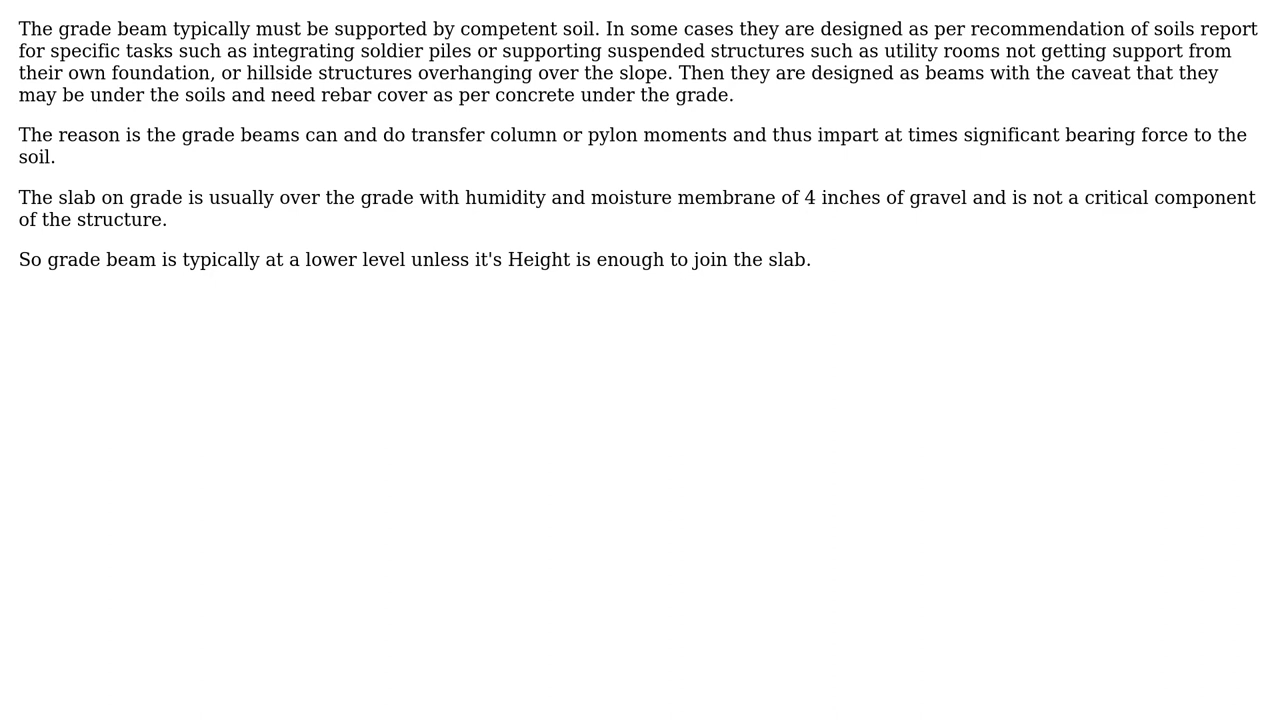 The grade beam typically must be supported by competent soil. In some cases they are designed as per recommendation of soils report
for specific tasks such as integrating soldier piles or supporting suspended structures such as utility rooms not getting support from
their own foundation, or hillside structures overhanging over the slope. Then they are designed as beams with the caveat that they
may be under the soils and need rebar cover as per concrete under the grade.
The reason is the grade beams can and do transfer column or pylon moments and thus impart at times significant bearing force to the
soil.
The slab on grade is usually over the grade with humidity and moisture membrane of 4 inches of gravel and is not a critical component
of the structure.
So grade beam is typically at a lower level unless it's Height is enough to join the slab.